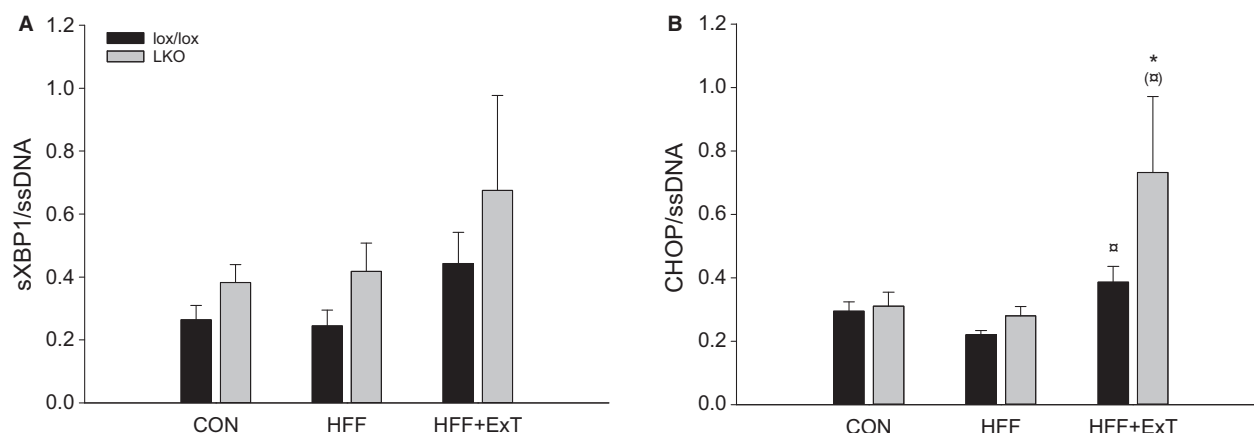 A
lox/lox
LKO
sXBP1/ssDNA
1.2
1.0
0.8
0.6
0.4
0.2
0.0
CON HFF HFF+ExT
B
CHOP/ssDNA
1.2
1.0
0.8
0.6
0.4
0.2
0.0
*
(¤)
¤
CON HFF HFF+ExT